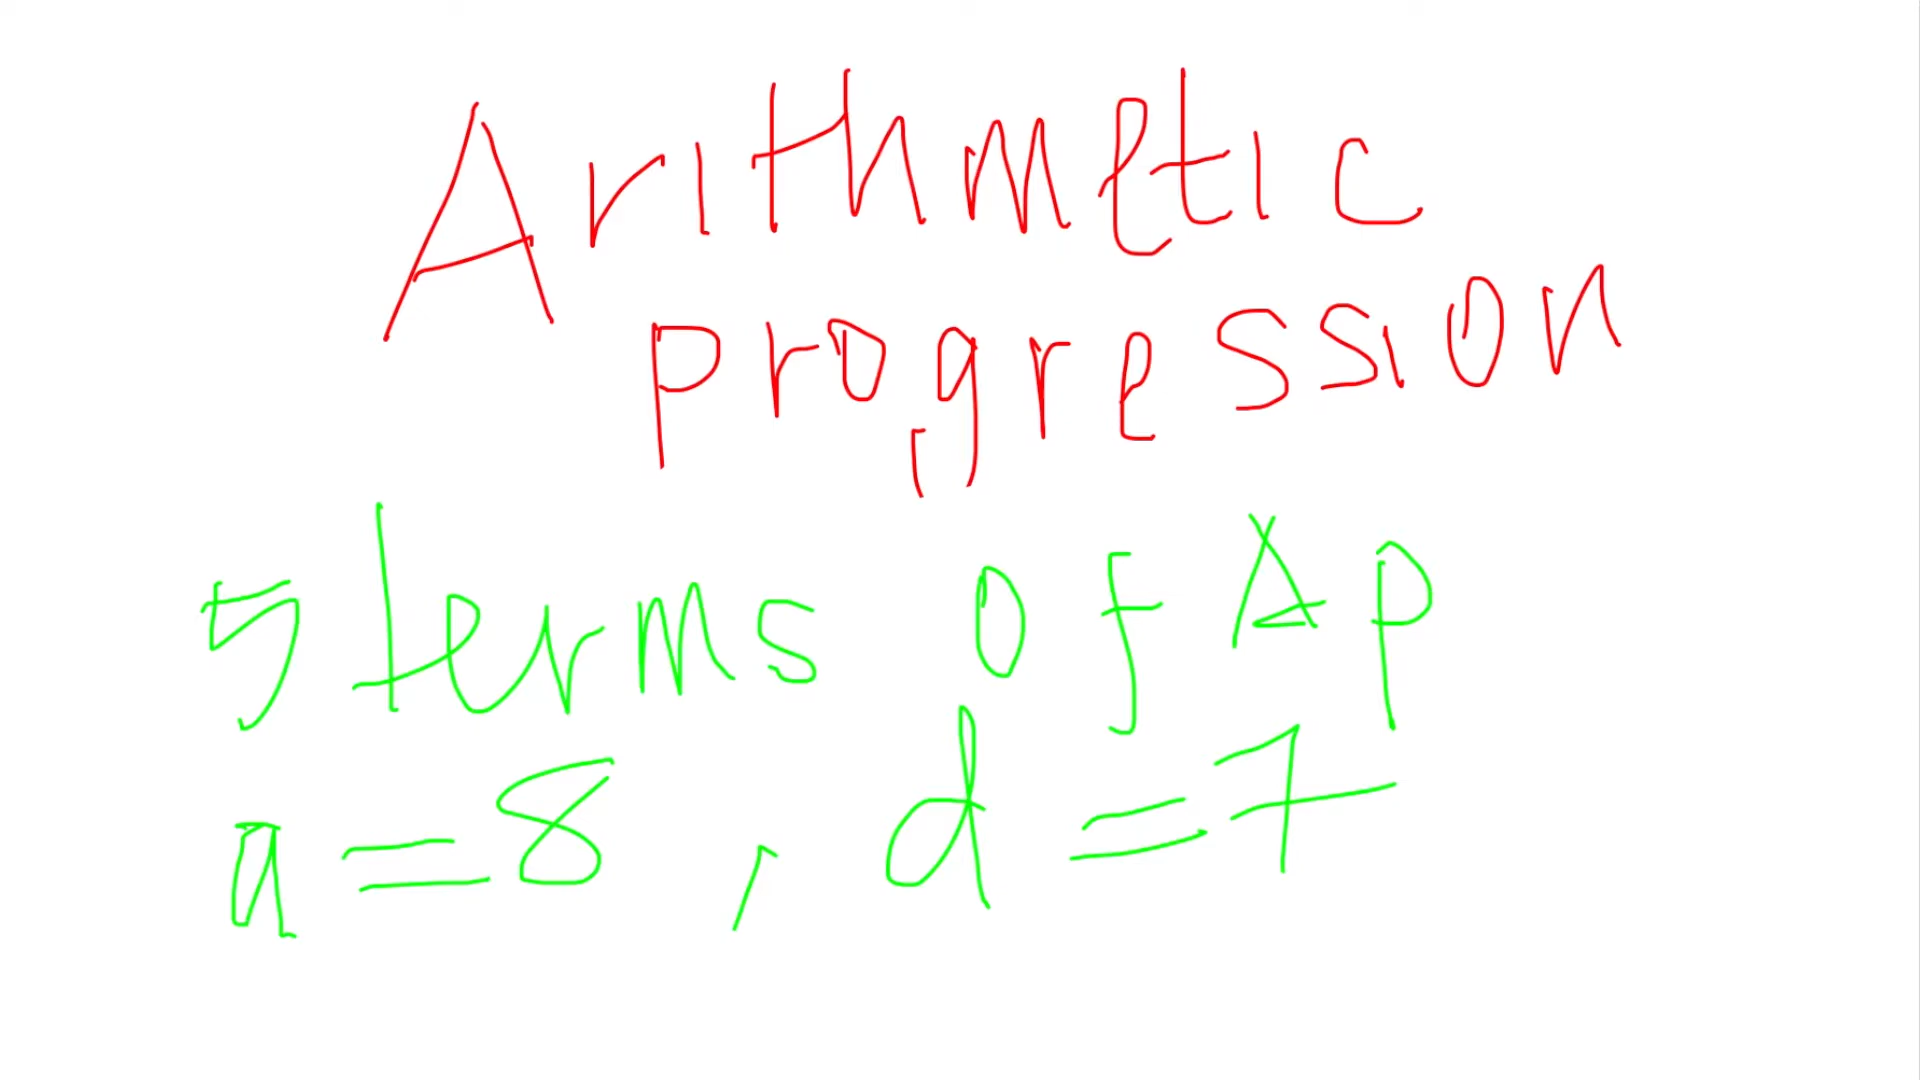 Arithmetic
progression
5 terms of Ap
a = 8 , d = 7